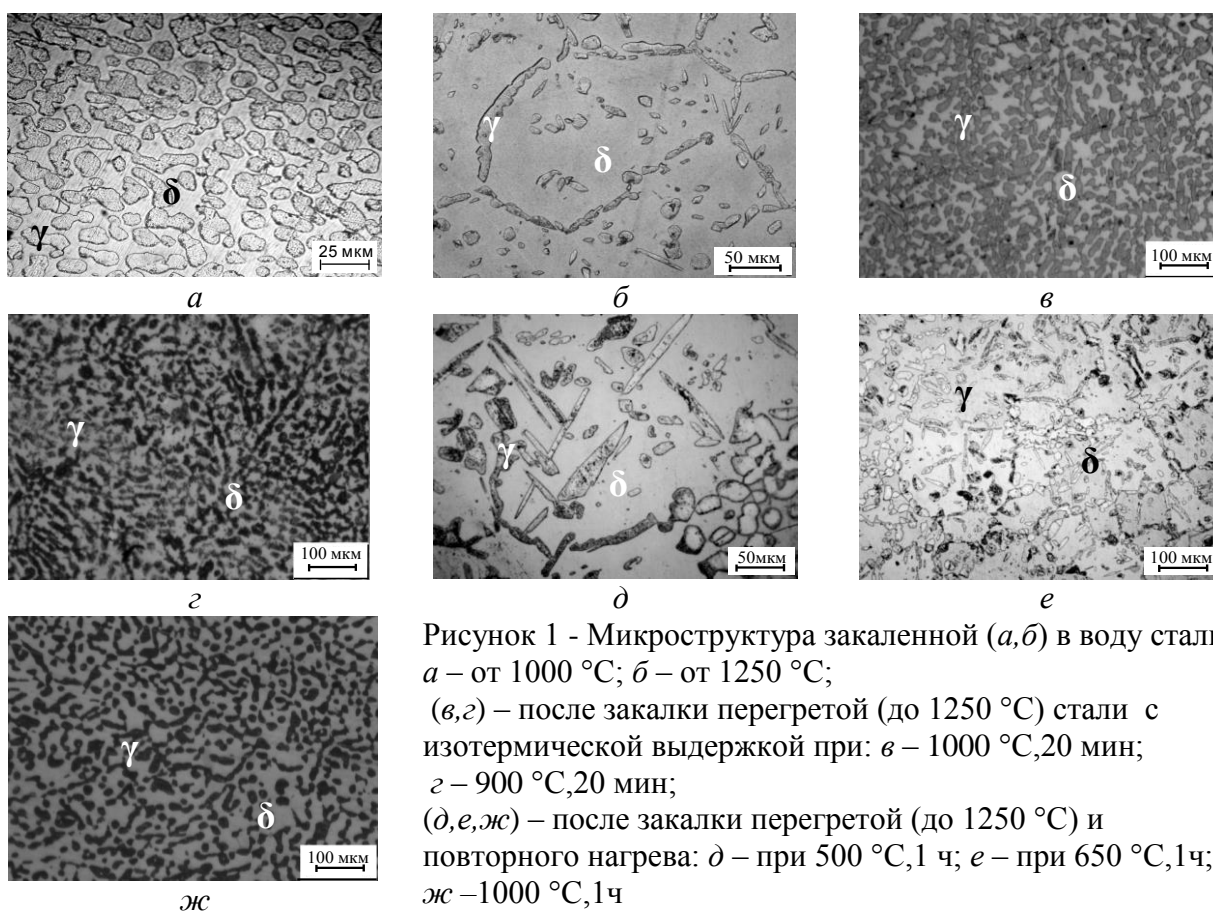 γ
δ
25 мкм
а
γ
δ
50 мкм
б
γ
δ
100 мкм
в
γ
δ
100 мкм
г
γ
δ
50мкм
д
γ
δ
100 мкм
е
γ
δ
100 мкм
ж
Рисунок 1 - Микроструктура закаленной (а,б) в воду стал
а – от 1000 °С; б – от 1250 °С;
(в,г) – после закалки перегретой (до 1250 °С) стали с
изотермической выдержкой при: в – 1000 °С,20 мин;
г – 900 °С,20 мин;
(д,е,ж) – после закалки перегретой (до 1250 °С) и
повторного нагрева: д – при 500 °С,1 ч; е – при 650 °С,1ч;
ж –1000 °С,1ч